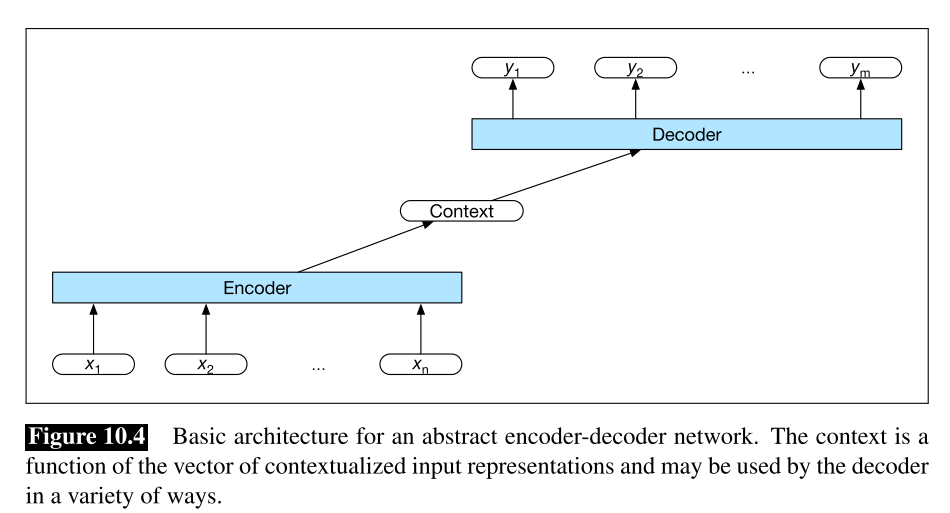 y1 y2 ... ym
Decoder
Context
Encoder
x1 x2 ... xn
Figure 10.4 Basic architecture for an abstract encoder-decoder network. The context is a
function of the vector of contextualized input representations and may be used by the decoder
in a variety of ways.